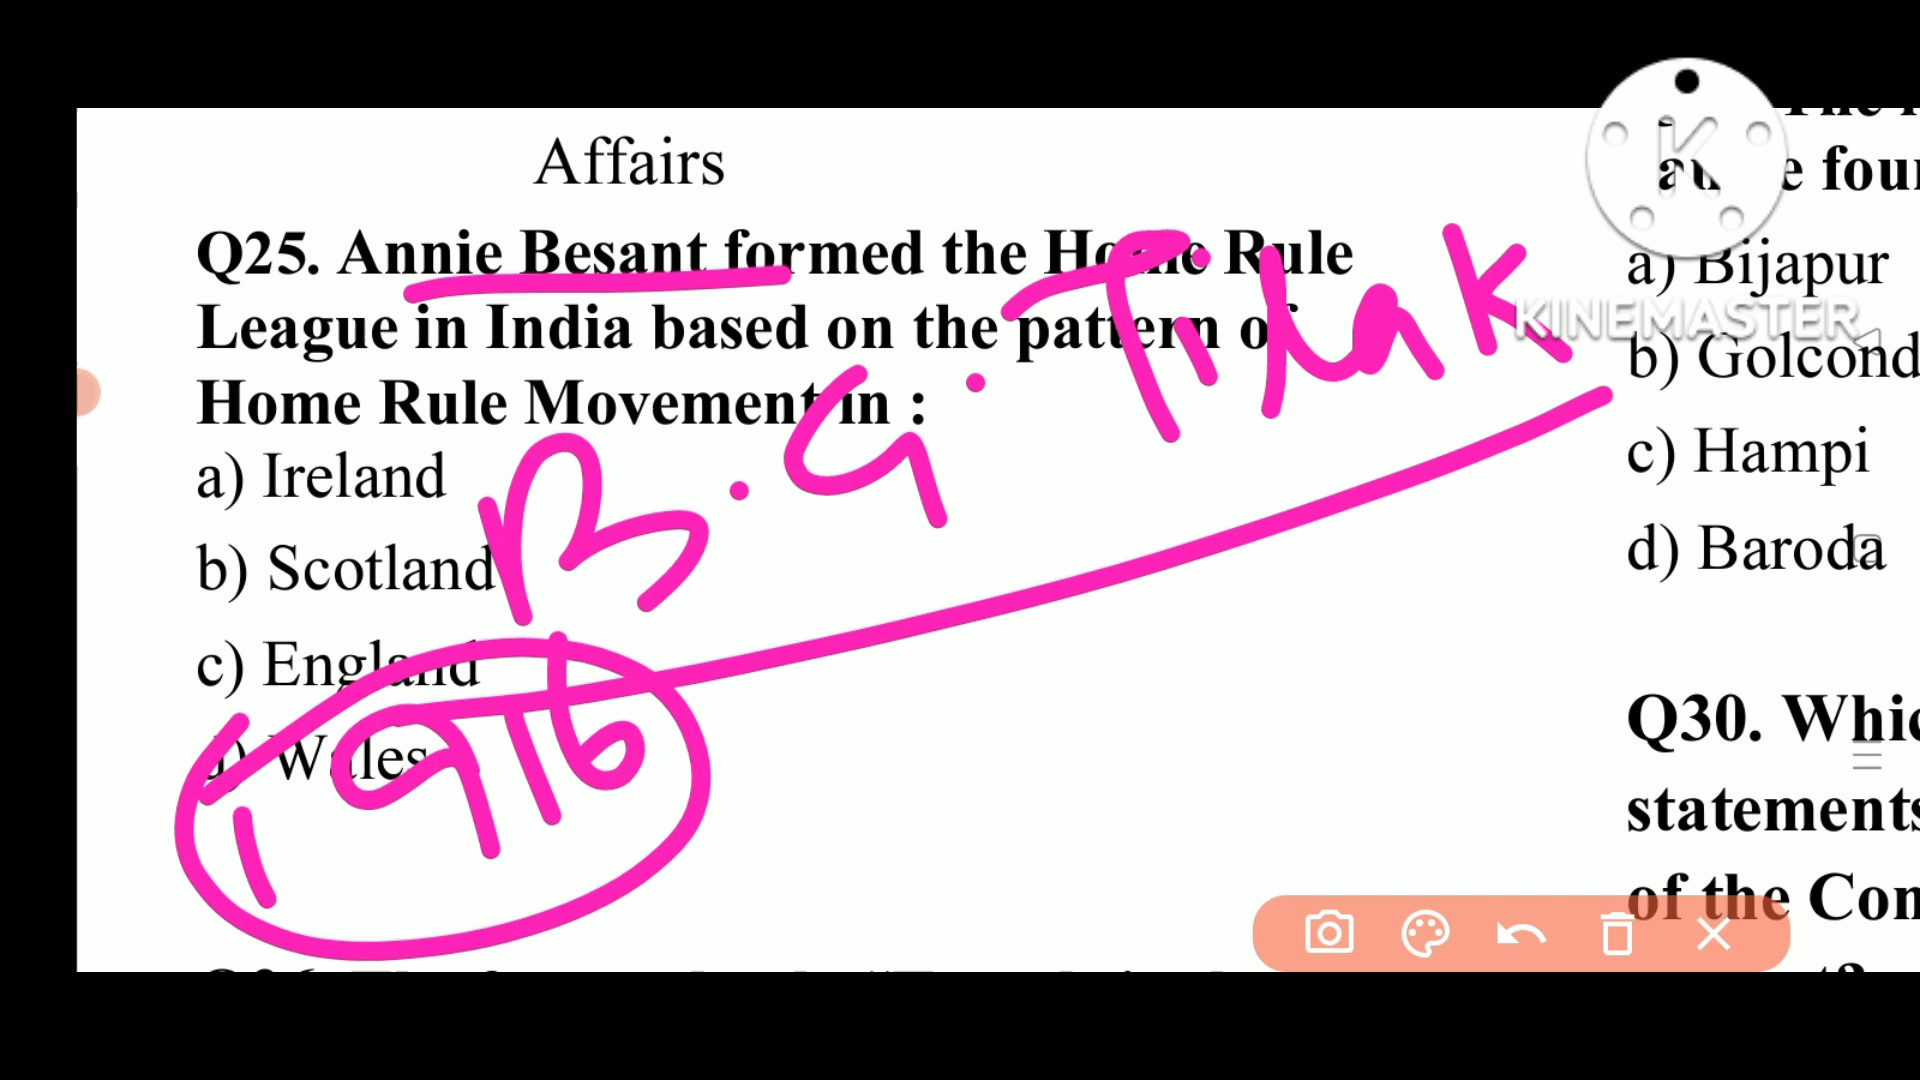 Affairs
Q25. Annie Besant formed the Home Rule
League in India based on the pattern of
Home Rule Movement in :
a) Ireland
b) Scotland
c) England
d) Wales
B. G. Tilak
1916
KINEMASTER
a) Bijapur
b) Golcond
c) Hampi
d) Baroda
Q30. Whic
statements
of the Con